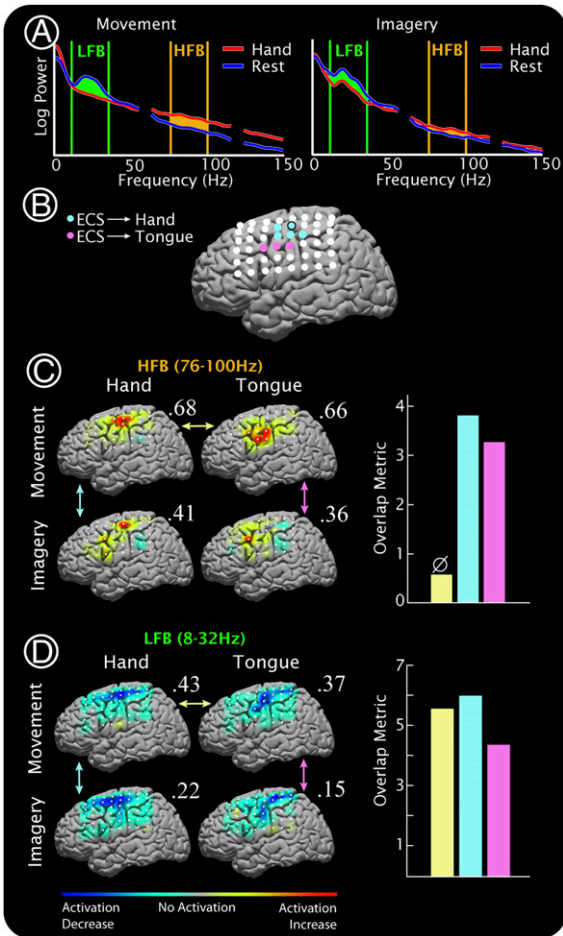 A
Movement
Imagery
LFB
HFB
Hand
Rest
LFB
HFB
Hand
Rest
Log Power
0
50
100
150
0
50
100
150
Frequency (Hz)
Frequency (Hz)
B
ECS → Hand
ECS → Tongue
C
HFB (76-100Hz)
Hand
Tongue
Movement
.68
.66
Imagery
.41
.36
Overlap Metric
4
3
2
1
0
∅
D
LFB (8-32Hz)
Hand
Tongue
Movement
.43
.37
Imagery
.22
.15
Overlap Metric
7
5
3
1
Activation Decrease
No Activation
Activation Increase